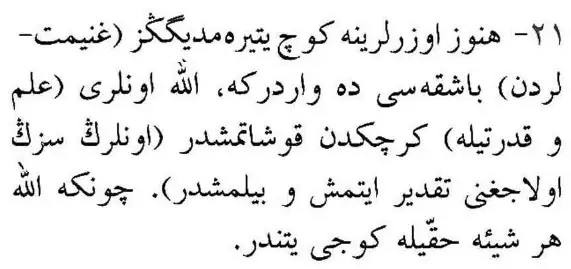 ٢١- هنوز اوزرلرينه كوچ يتيره‌مديگڭز (غنيمت-
لردن) باشقه‌سى ده واردركه، الله اونلرى (علم
و قدرتيله) كرچكدن قوشاتمشدر (اونلرڭ سزڭ
اولاجغنى تقدير ايتمش و بيلمشدر). چونكه الله
هر شيئه حقّيله كوجى يتندر.